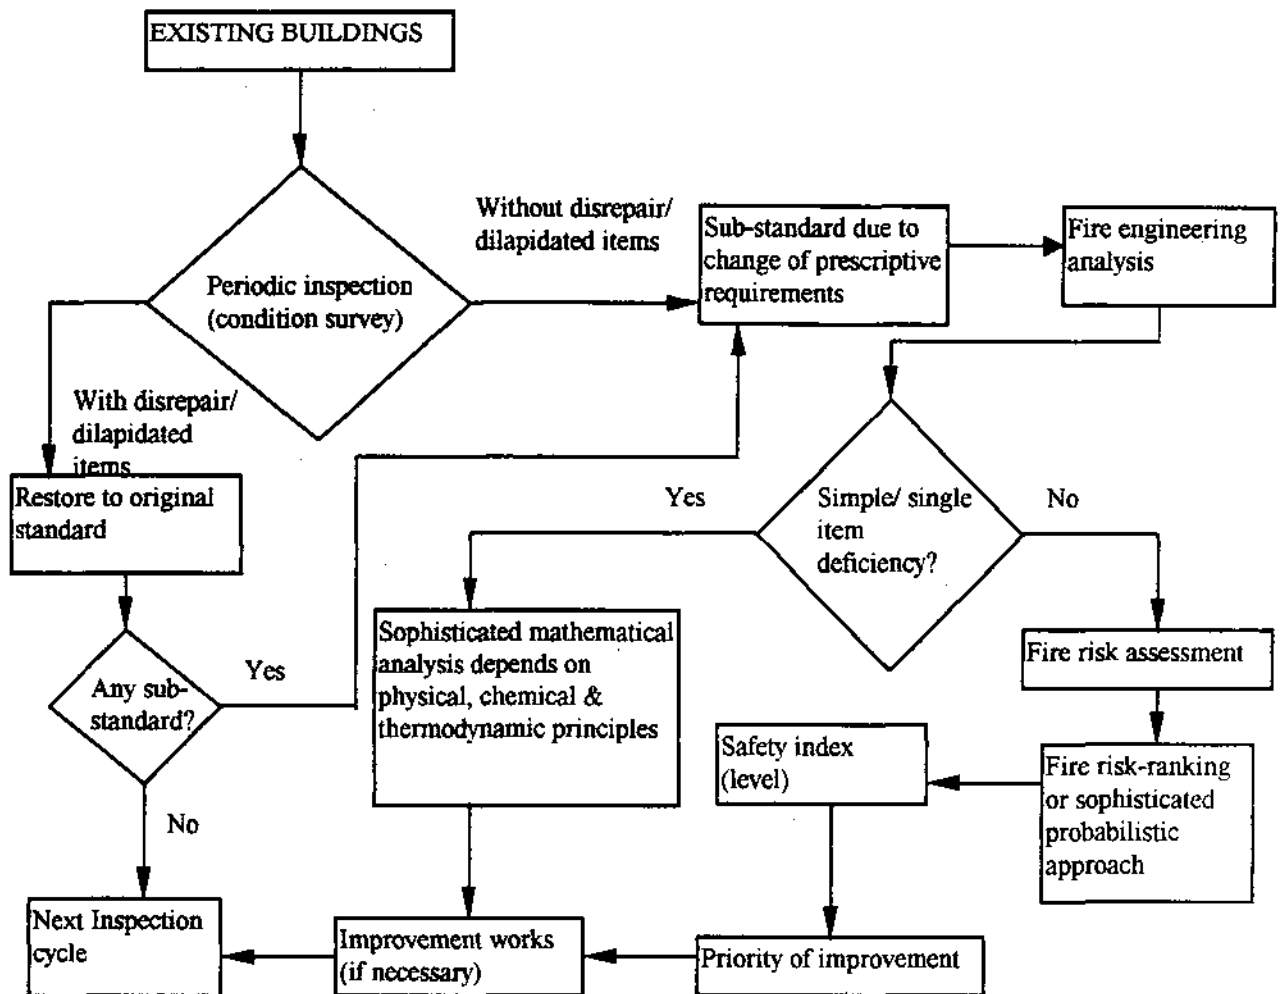 EXISTING BUILDINGS
Without disrepair/
dilapidated items
Sub-standard due to
change of prescriptive
requirements
Fire engineering
analysis
Periodic inspection
(condition survey)
With disrepair/
dilapidated
items
Restore to original
standard
Yes
Simple/ single
item
deficiency?
No
Sophisticated mathematical
analysis depends on
physical, chemical &
thermodynamic principles
Fire risk assessment
Any sub-
standard?
Yes
Safety index
(level)
Fire risk-ranking
or sophisticated
probabilistic
approach
No
Next Inspection
cycle
Improvement works
(if necessary)
Priority of improvement